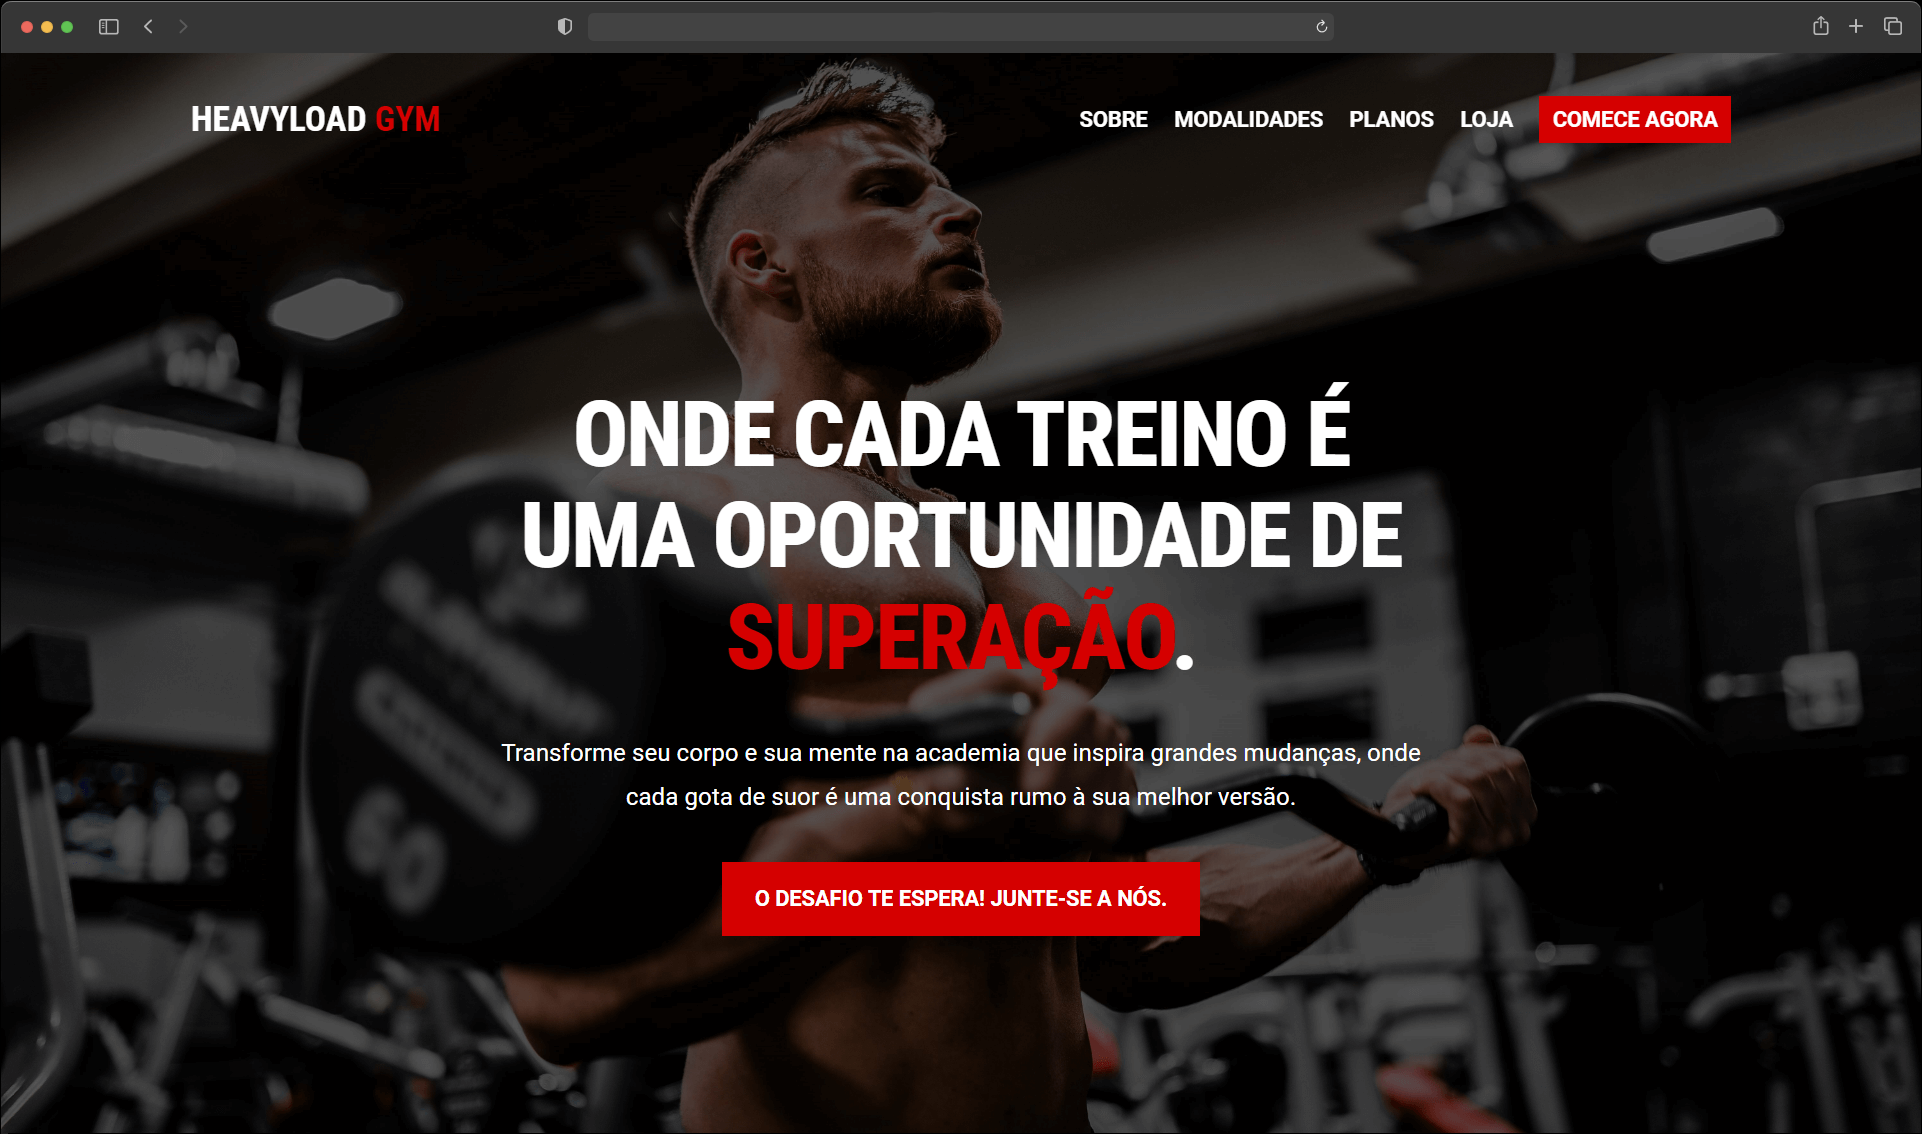 HEAVYLOAD GYM
SOBRE MODALIDADES PLANOS LOJA COMECE AGORA
ONDE CADA TREINO É
UMA OPORTUNIDADE DE
SUPERAÇÃO.
Transforme seu corpo e sua mente na academia que inspira grandes mudanças, onde
cada gota de suor é uma conquista rumo à sua melhor versão.
O DESAFIO TE ESPERA! JUNTE-SE A NÓS.